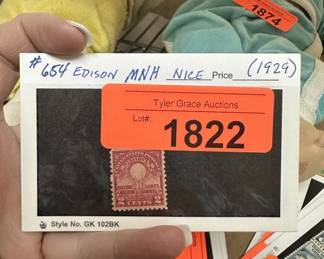 1874
#654 EDISON MNH NICE Price (1929)
Tyler Grace Auctions
Lot#:
1822
2 CENTS 2
Style No. GK 102BK